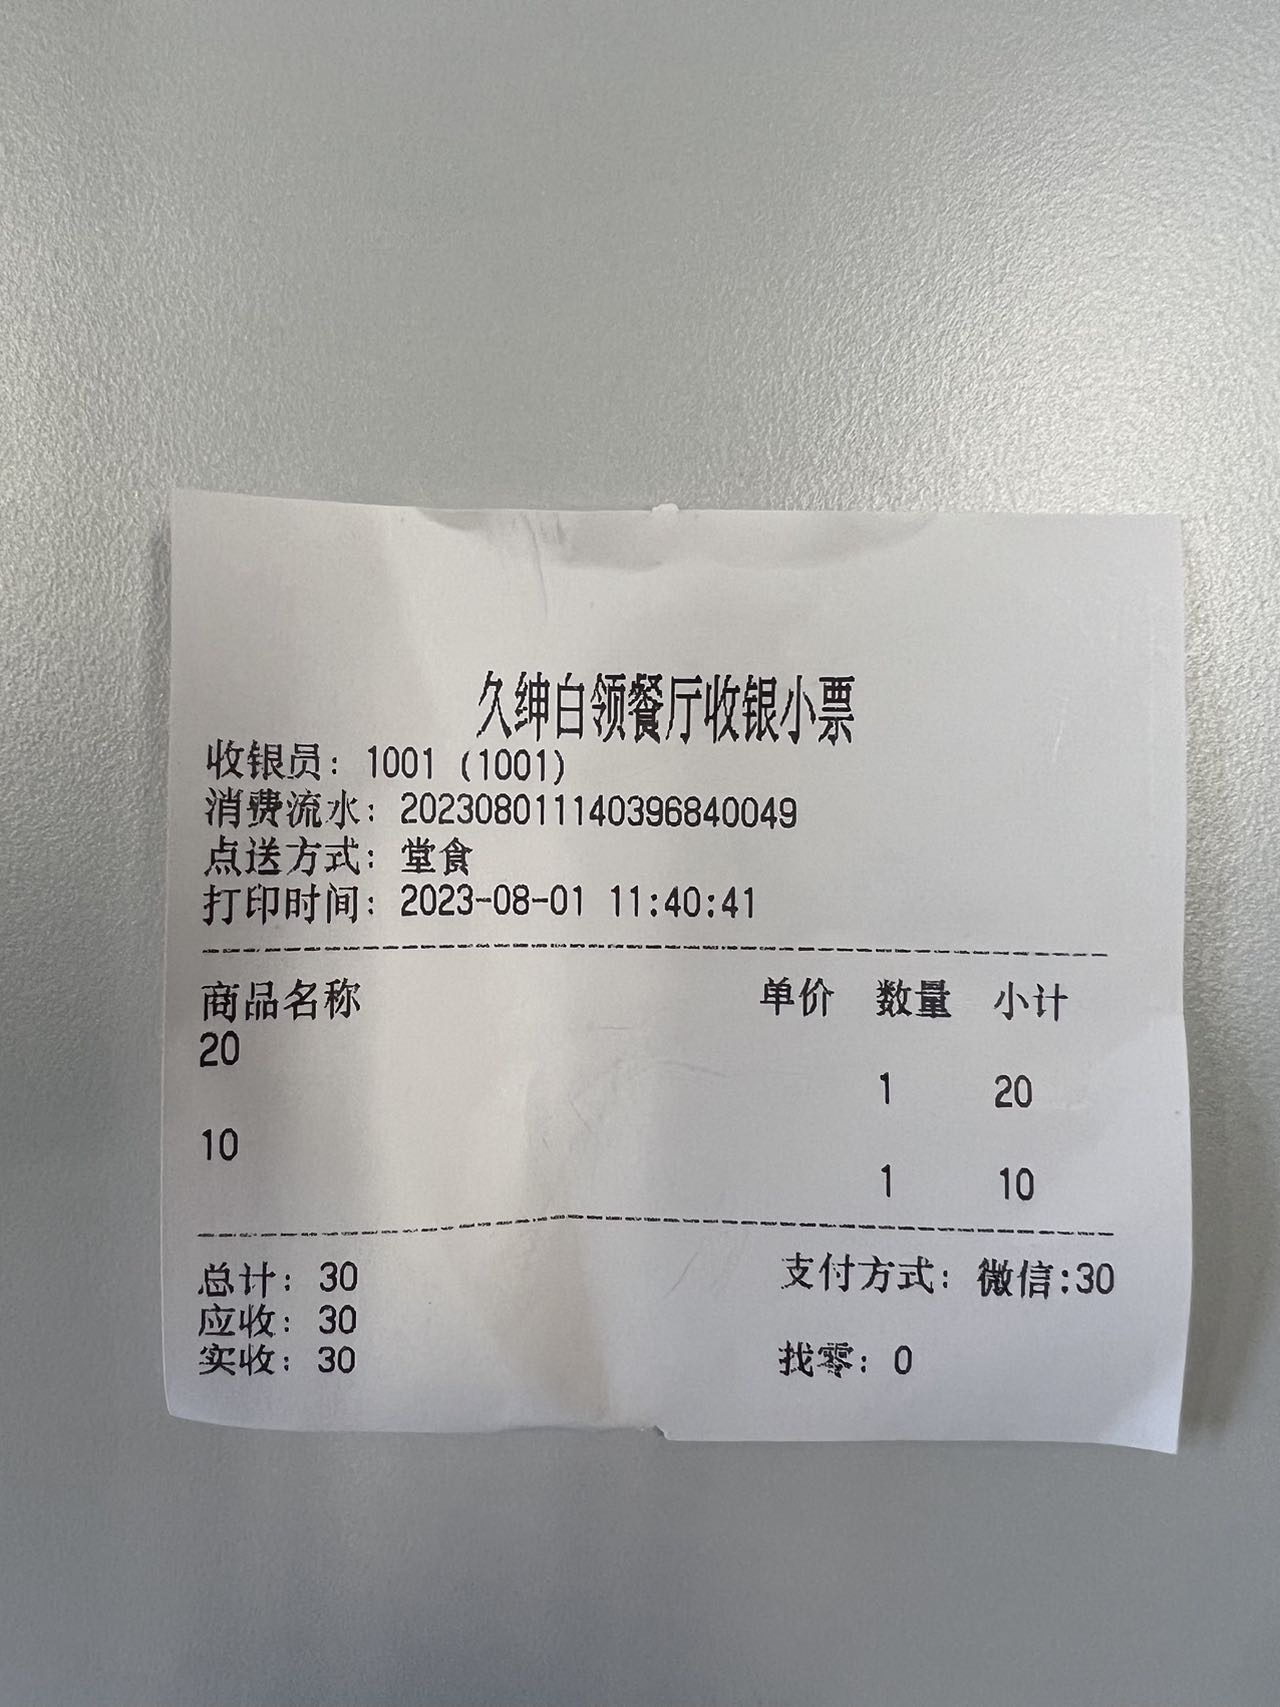 久绅白领餐厅收银小票
收银员：1001 (1001)
消费流水：202308011140396840049
点送方式：堂食
打印时间：2023-08-01 11:40:41
商品名称 单价 数量 小计
20
1 20
10
1 10
总计：30 支付方式：微信:30
应收：30
实收：30 找零：0